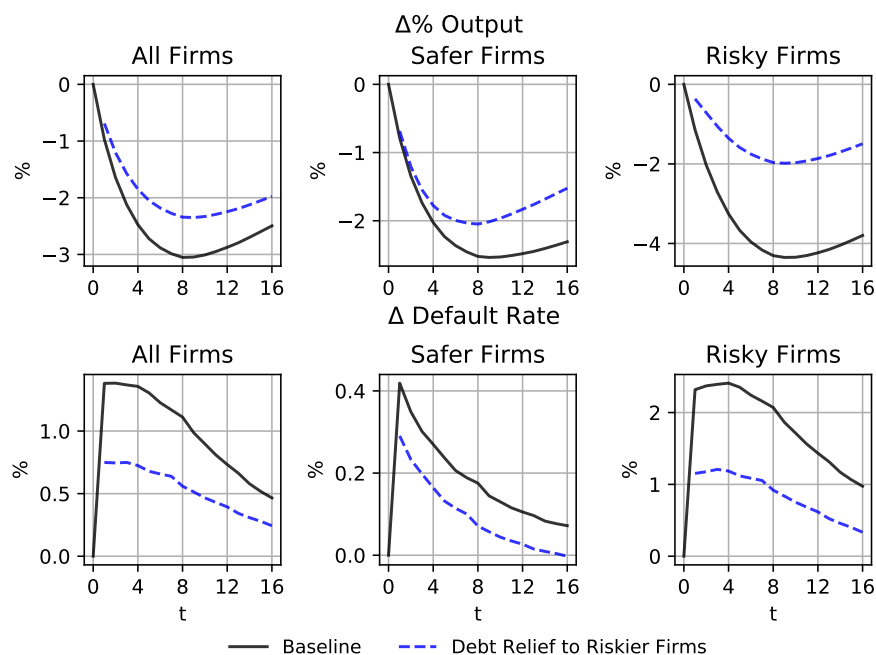 Δ% Output
All Firms
Safer Firms
Risky Firms
0
−1
−2
−3
%
0 4 8 12 16
0
−1
−2
%
0 4 8 12 16
0
−2
−4
%
0 4 8 12 16
Δ Default Rate
All Firms
Safer Firms
Risky Firms
1.0
0.5
0.0
%
0 4 8 12 16
t
0.4
0.2
0.0
%
0 4 8 12 16
t
2
1
0
%
0 4 8 12 16
t
Baseline
Debt Relief to Riskier Firms